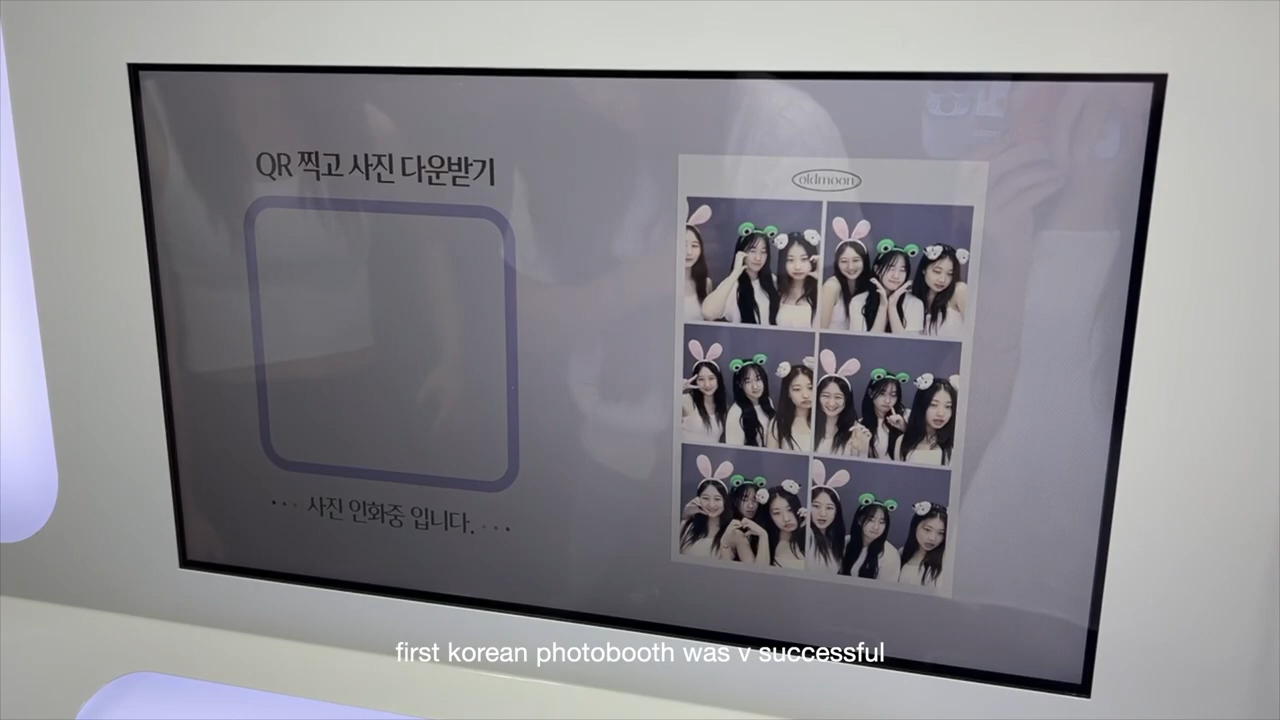 QR 찍고 사진 다운받기
oldmoon
··· 사진 인화중 입니다. ···
first korean photobooth was v successful